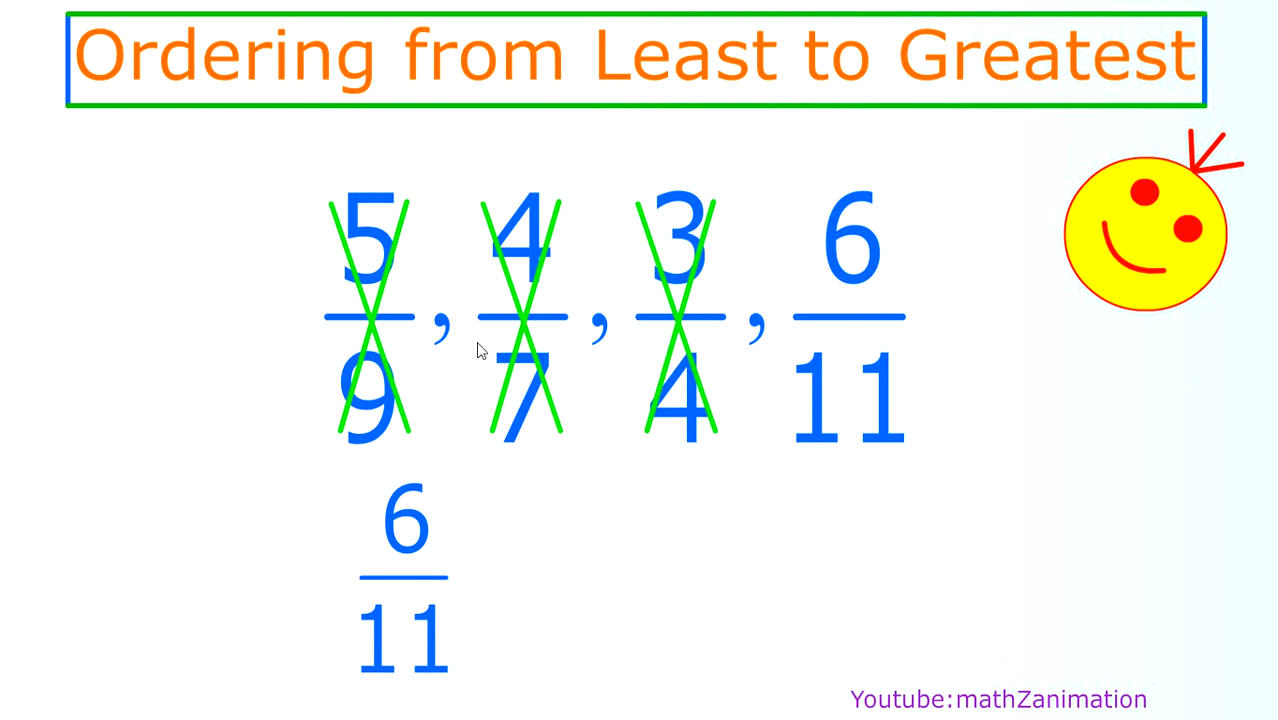 Ordering from Least to Greatest
5/9, 4/7, 3/4, 6/11
6/11
Youtube:mathZanimation